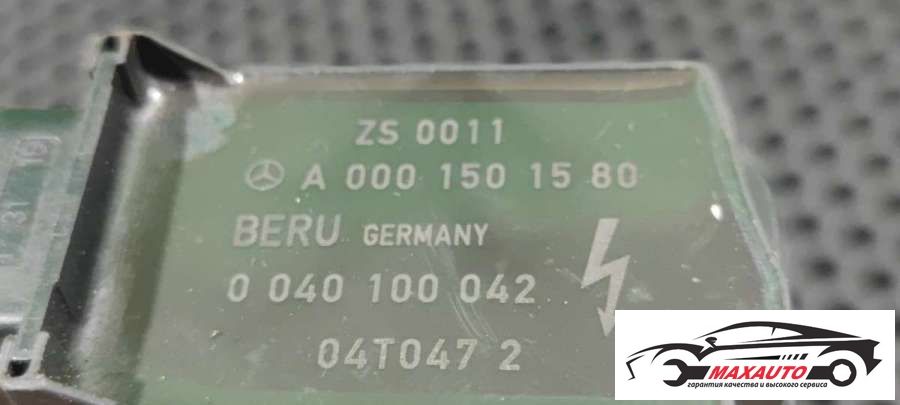 ZS 0011
A 000 150 15 80
BERU GERMANY
0 040 100 042
04T047 2
MAXAUTO
гарантия качества и высокого сервиса